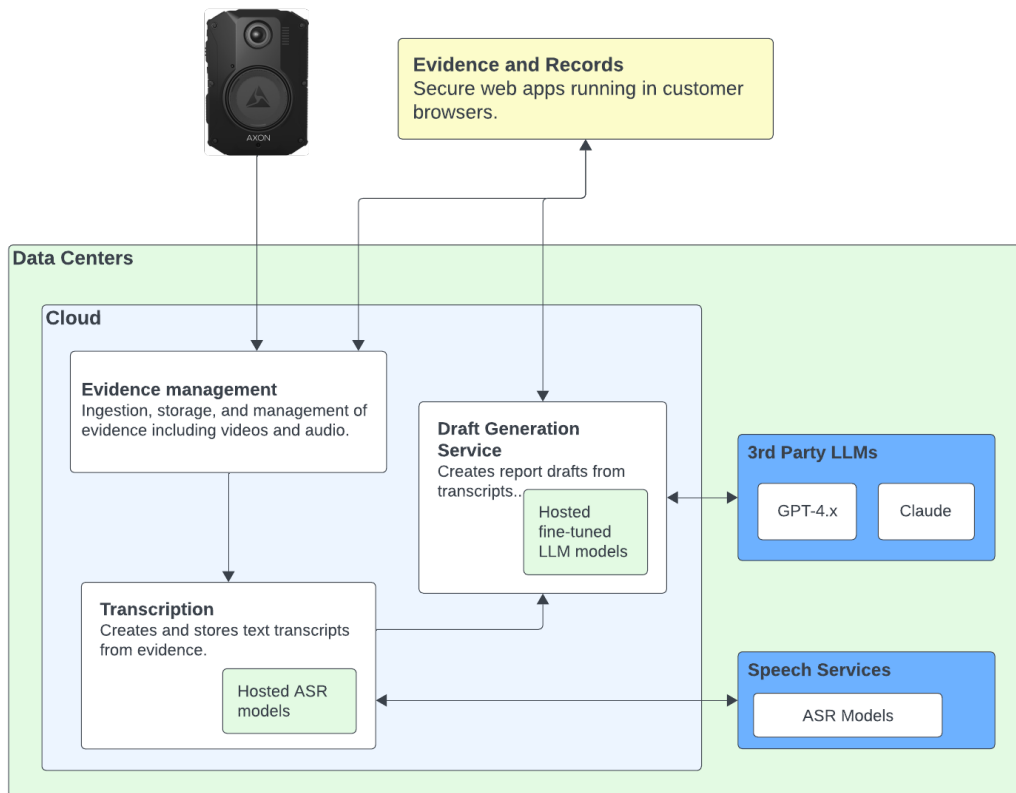 AXON
Evidence and Records
Secure web apps running in customer
browsers.
Data Centers
Cloud
Evidence management
Ingestion, storage, and management of
evidence including videos and audio.
Draft Generation
Service
Creates report drafts from
transcripts..
Hosted
fine-tuned
LLM models
3rd Party LLMs
GPT-4.x
Claude
Transcription
Creates and stores text transcripts
from evidence.
Hosted ASR
models
Speech Services
ASR Models